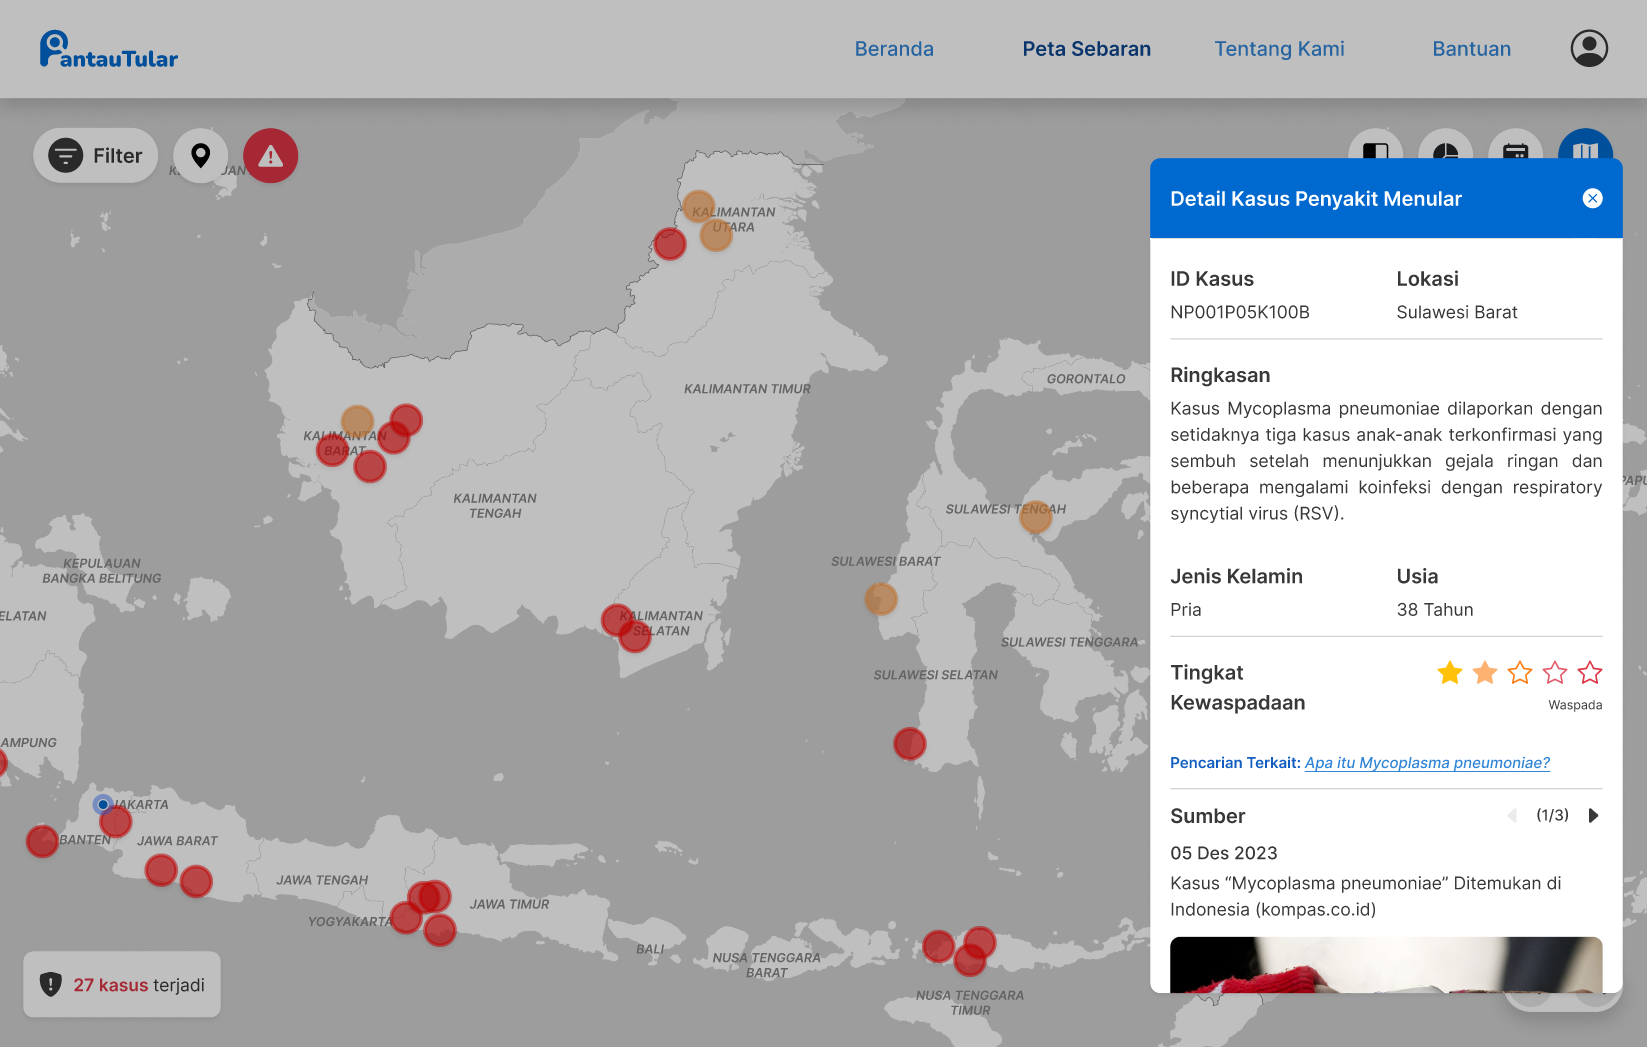 PantauTular
Beranda
Peta Sebaran
Tentang Kami
Bantuan
Filter
KALIMANTAN
UTARA
KALIMANTAN TIMUR
KALIMANTAN
BARAT
KALIMANTAN
TENGAH
KALIMANTAN
SELATAN
KEPULAUAN
BANGKA BELITUNG
ELATAN
AMPUNG
GORONTALO
SULAWESI TENGAH
SULAWESI BARAT
SULAWESI TENGGARA
SULAWESI SELATAN
PAPU
JAKARTA
BANTEN
JAWA BARAT
JAWA TENGAH
YOGYAKARTA
JAWA TIMUR
BALI
NUSA TENGGARA
BARAT
NUSA TENGGARA
TIMUR
27 kasus terjadi
Detail Kasus Penyakit Menular
ID Kasus
NP001P05K100B
Lokasi
Sulawesi Barat
Ringkasan
Kasus Mycoplasma pneumoniae dilaporkan dengan
setidaknya tiga kasus anak-anak terkonfirmasi yang
sembuh setelah menunjukkan gejala ringan dan
beberapa mengalami koinfeksi dengan respiratory
syncytial virus (RSV).
Jenis Kelamin
Pria
Usia
38 Tahun
Tingkat
Kewaspadaan
Waspada
Pencarian Terkait: Apa itu Mycoplasma pneumoniae?
Sumber
(1/3)
05 Des 2023
Kasus “Mycoplasma pneumoniae” Ditemukan di
Indonesia (kompas.co.id)